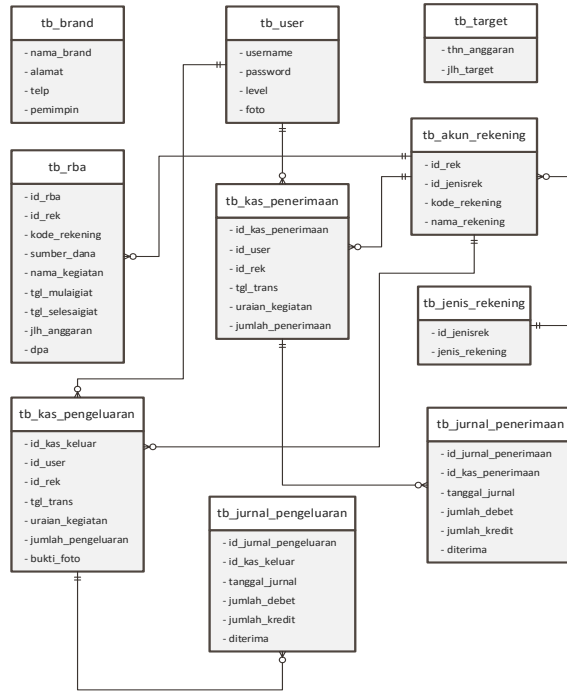 tb_brand
- nama_brand
- alamat
- telp
- pemimpin
tb_user
- username
- password
- level
- foto
tb_target
- thn_anggaran
- jlh_target
tb_rba
- id_rba
- id_rek
- kode_rekening
- sumber_dana
- nama_kegiatan
- tgl_mulaigiat
- tgl_selesaigiat
- jlh_anggaran
- dpa
tb_kas_penerimaan
- id_kas_penerimaan
- id_user
- id_rek
- tgl_trans
- uraian_kegiatan
- jumlah_penerimaan
tb_akun_rekening
- id_rek
- id_jenisrek
- kode_rekening
- nama_rekening
tb_jenis_rekening
- id_jenisrek
- jenis_rekening
tb_kas_pengeluaran
- id_kas_keluar
- id_user
- id_rek
- tgl_trans
- uraian_kegiatan
- jumlah_pengeluaran
- bukti_foto
tb_jurnal_pengeluaran
- id_jurnal_pengeluaran
- id_kas_keluar
- tanggal_jurnal
- jumlah_debet
- jumlah_kredit
- diterima
tb_jurnal_penerimaan
- id_jurnal_penerimaan
- id_kas_penerimaan
- tanggal_jurnal
- jumlah_debet
- jumlah_kredit
- diterima